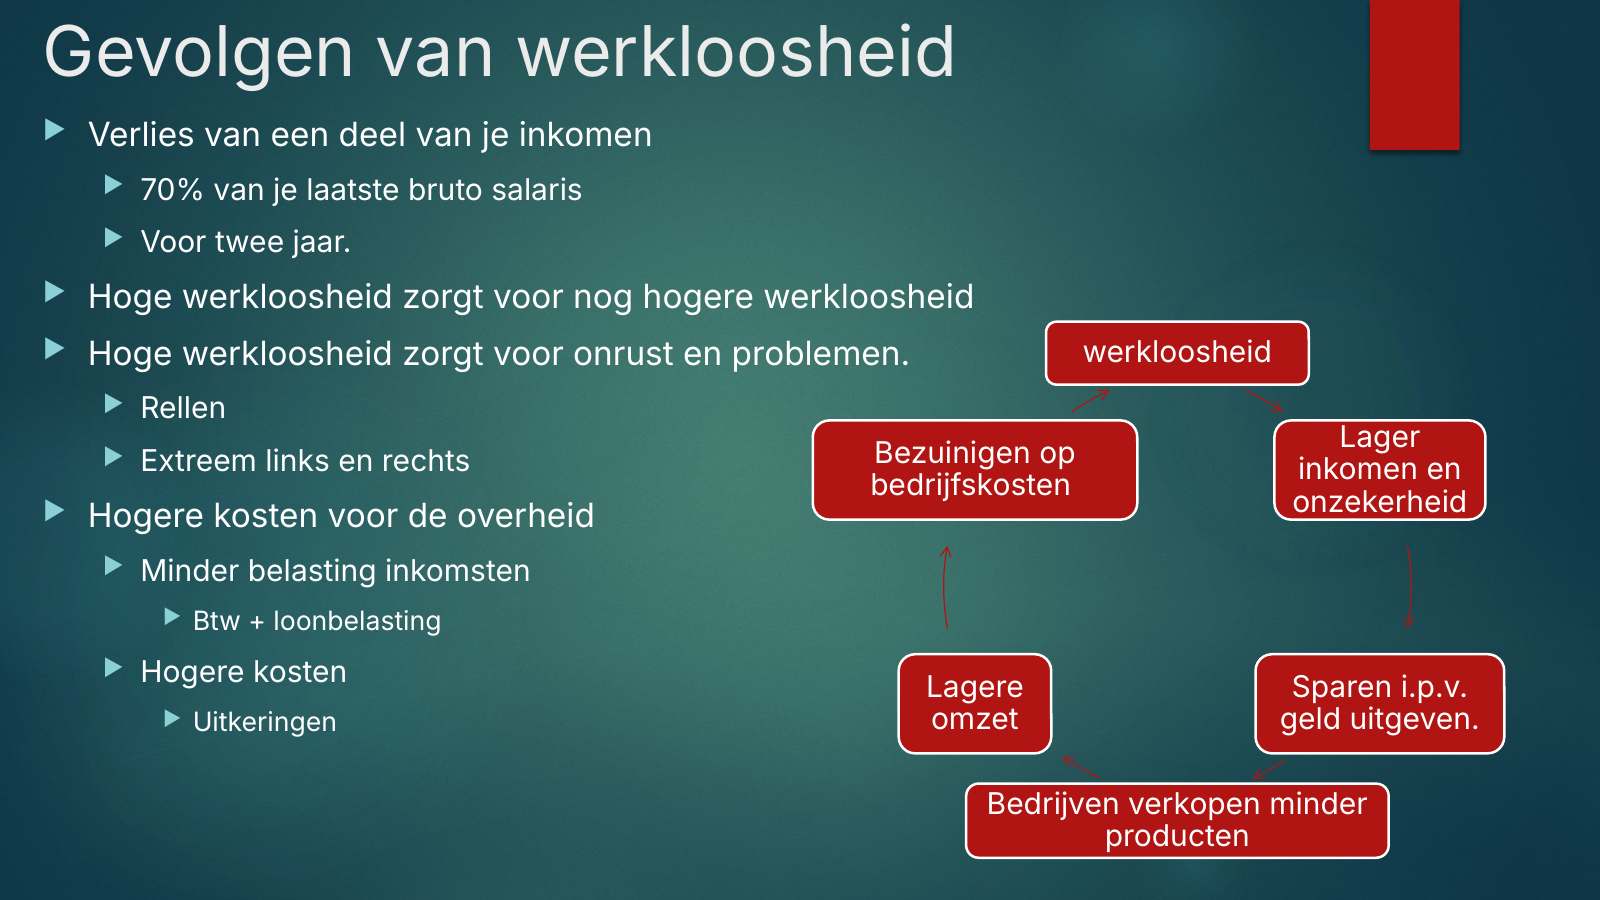 Gevolgen van werkloosheid
Verlies van een deel van je inkomen
70% van je laatste bruto salaris
Voor twee jaar.
Hoge werkloosheid zorgt voor nog hogere werkloosheid
Hoge werkloosheid zorgt voor onrust en problemen.
Rellen
Extreem links en rechts
Hogere kosten voor de overheid
Minder belasting inkomsten
Btw + loonbelasting
Hogere kosten
Uitkeringen
werkloosheid
Lager
inkomen en
onzekerheid
Sparen i.p.v.
geld uitgeven.
Bedrijven verkopen minder
producten
Lagere
omzet
Bezuinigen op
bedrijfskosten